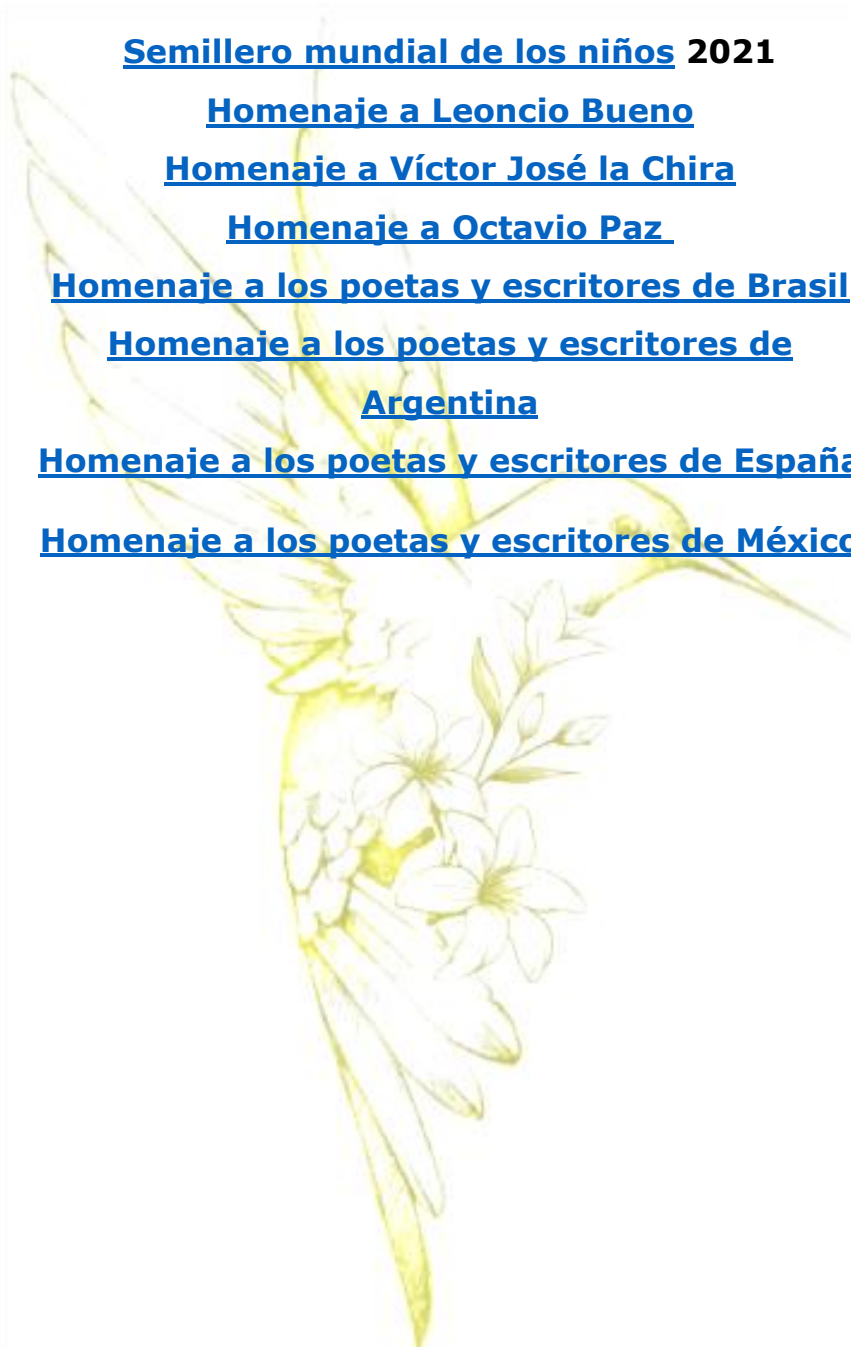 Semillero mundial de los niños 2021
Homenaje a Leoncio Bueno
Homenaje a Víctor José la Chira
Homenaje a Octavio Paz
Homenaje a los poetas y escritores de Brasil
Homenaje a los poetas y escritores de
Argentina
Homenaje a los poetas y escritores de España
Homenaje a los poetas y escritores de México